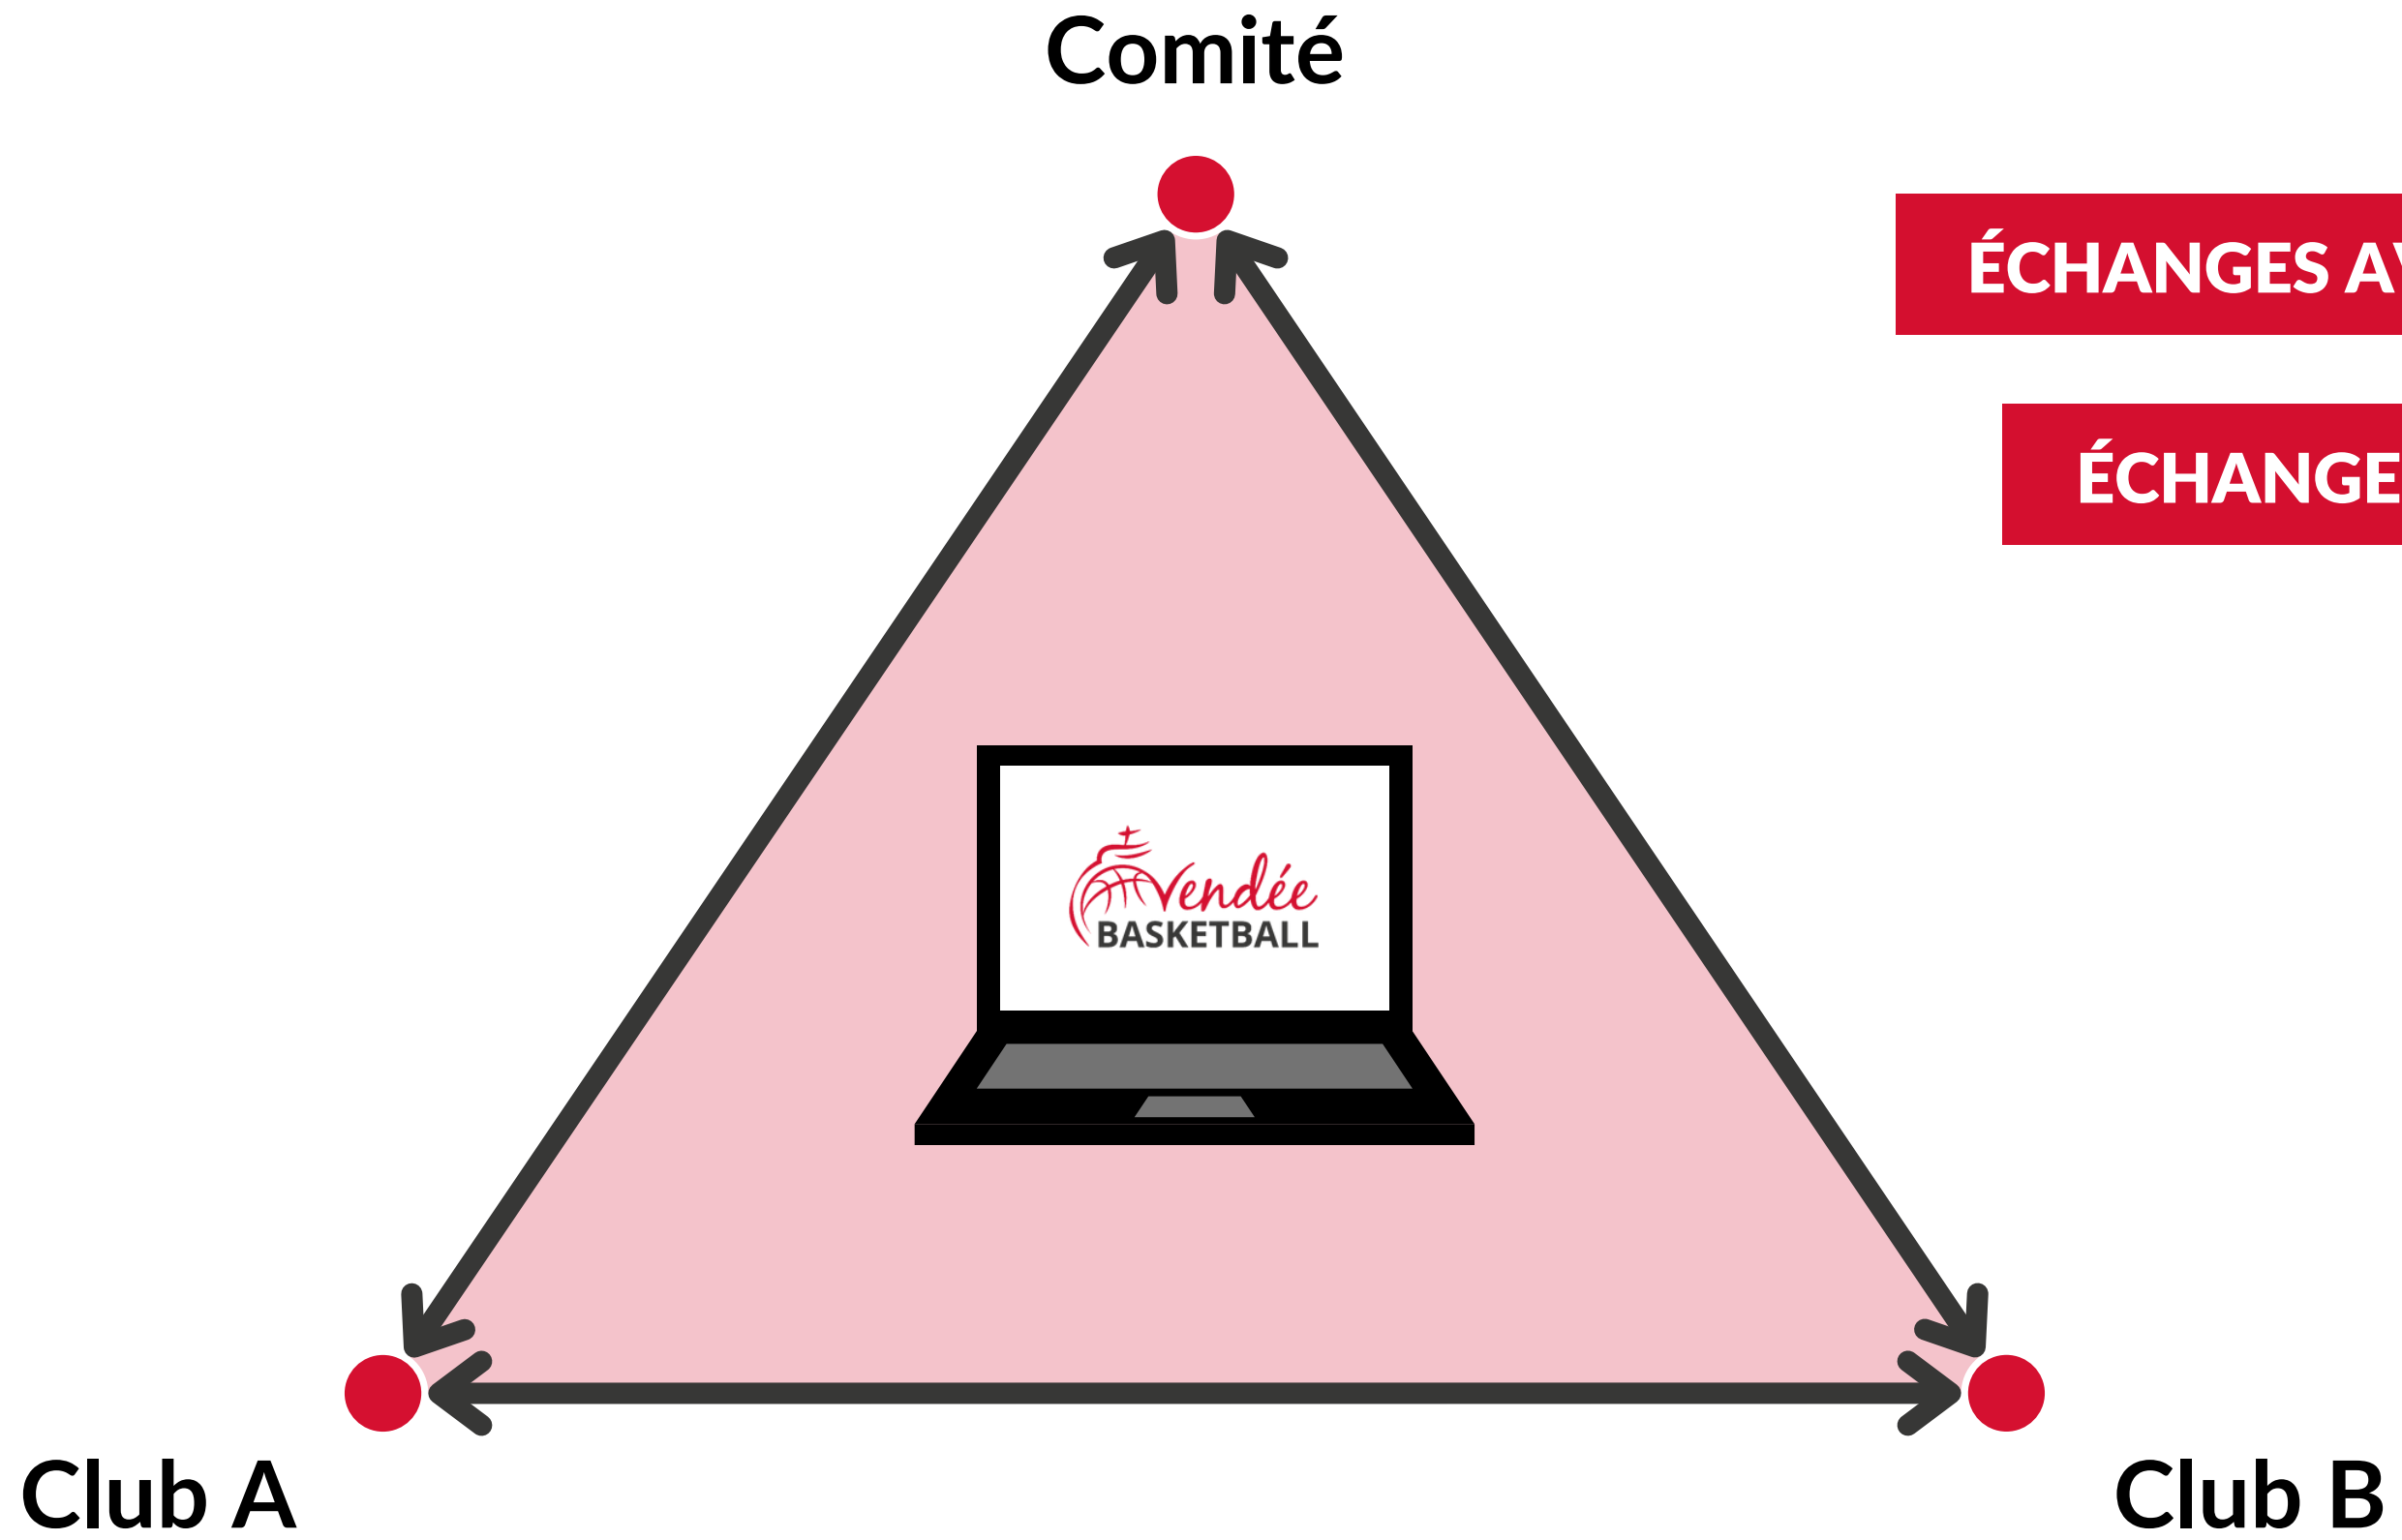 Comité
ÉCHANGES
ÉCHANGE
Vendée
BASKETBALL
Club A
Club B